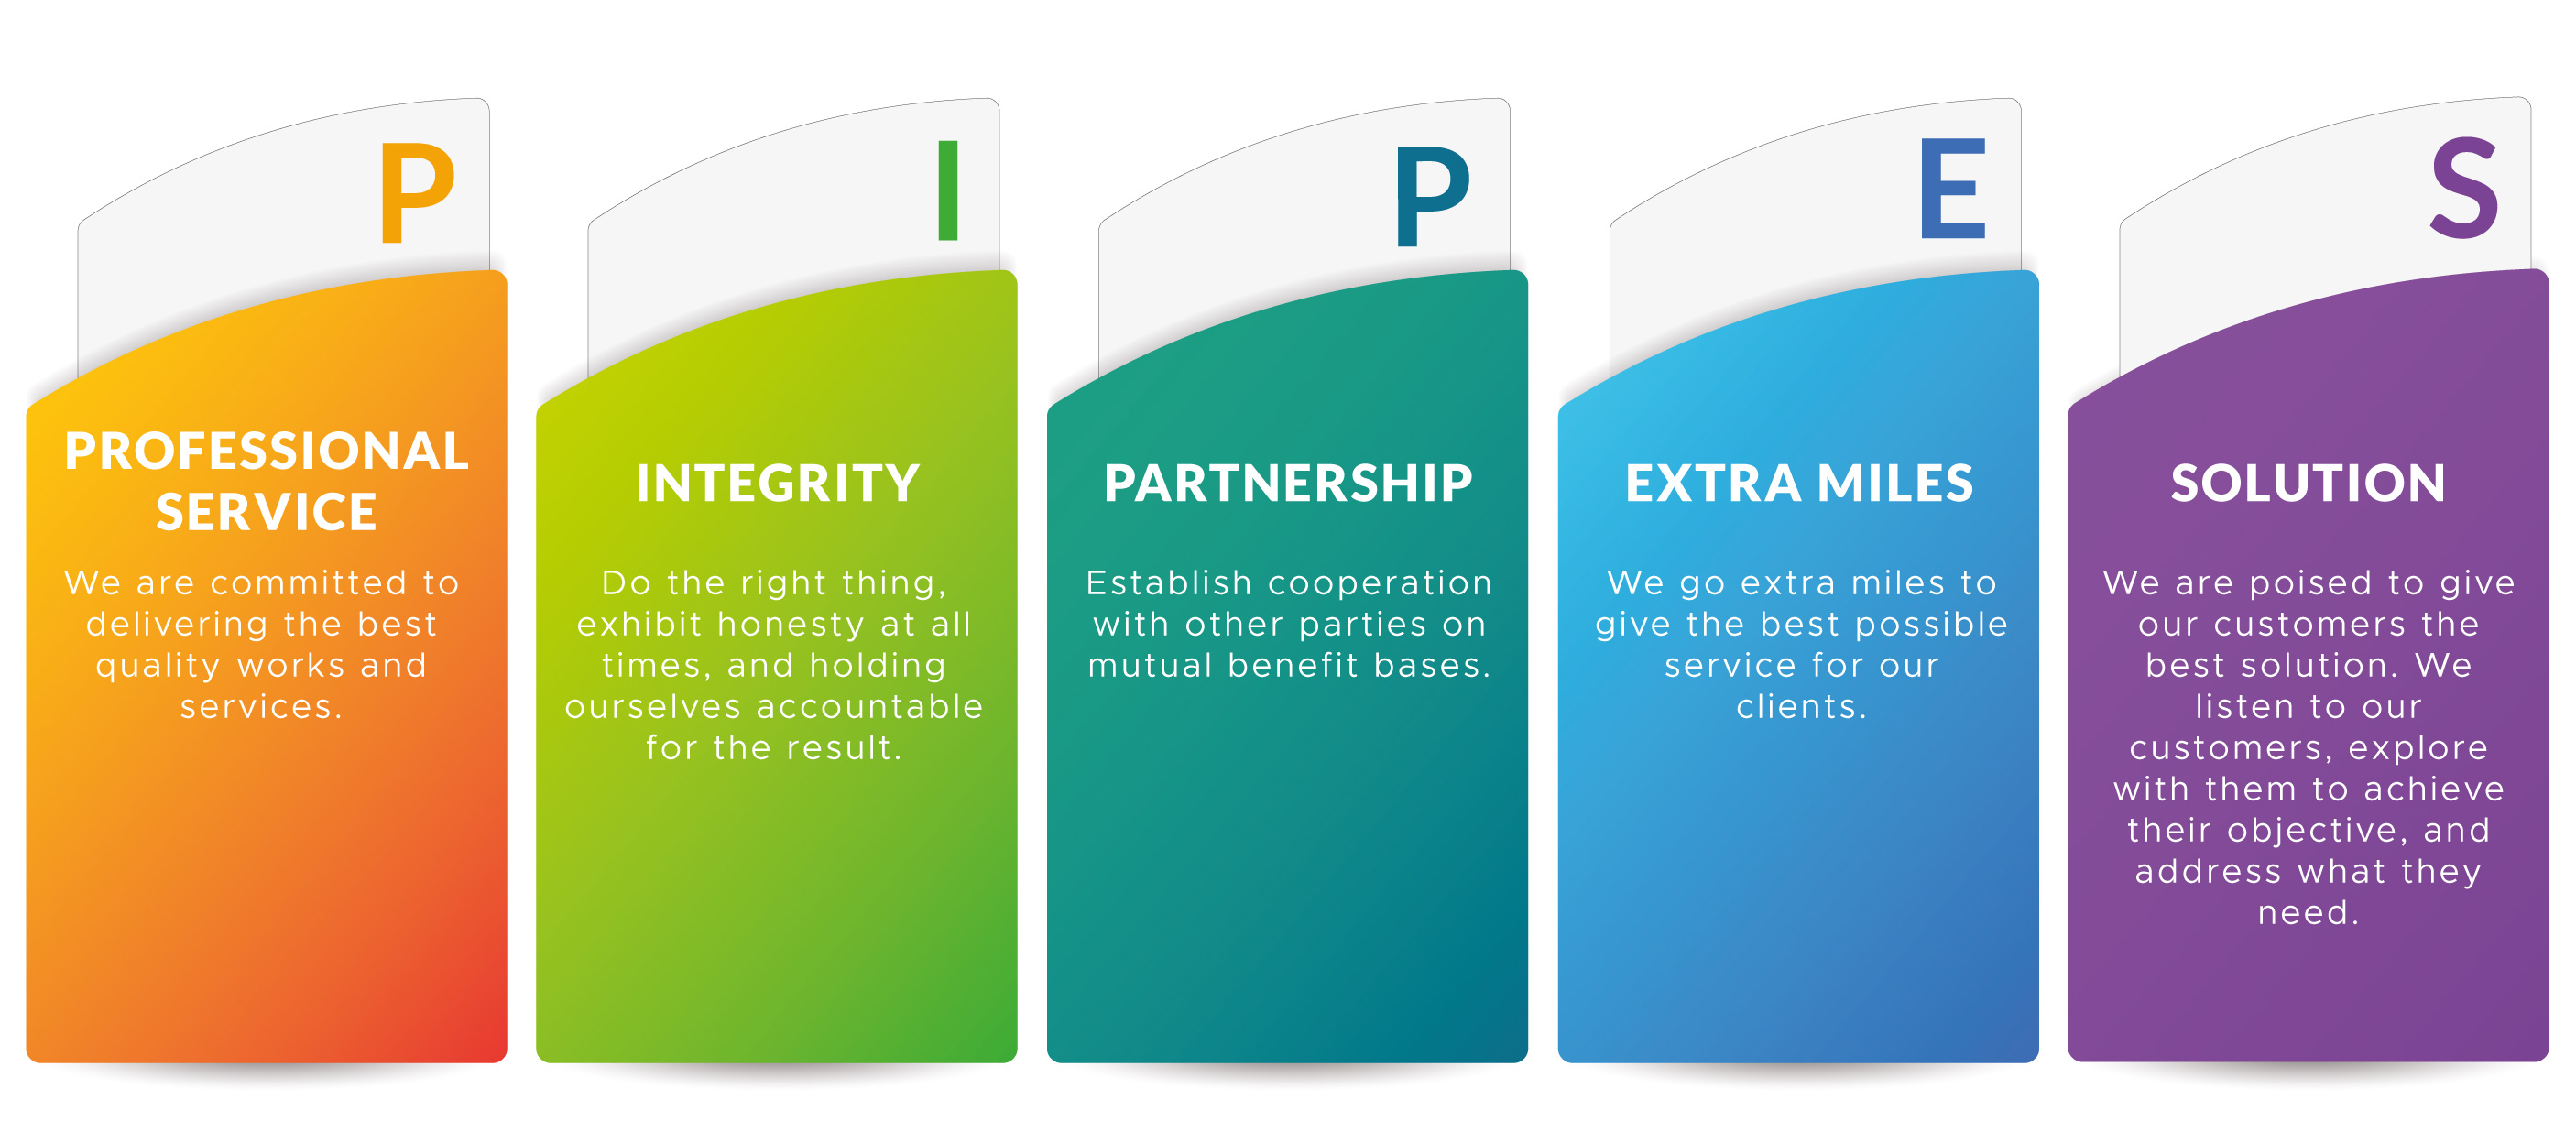 P
PROFESSIONAL
SERVICE
We are committed to
delivering the best
quality works and
services.
I
INTEGRITY
Do the right thing,
exhibit honesty at all
times, and holding
ourselves accountable
for the result.
P
PARTNERSHIP
Establish cooperation
with other parties on
mutual benefit bases.
E
EXTRA MILES
We go extra miles to
give the best possible
service for our
clients.
S
SOLUTION
We are poised to give
our customers the
best solution. We
listen to our
customers, explore
with them to achieve
their objective, and
address what they
need.